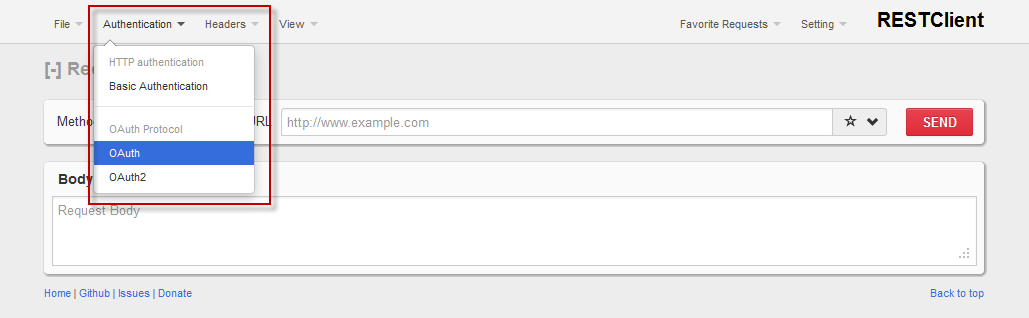 File Authentication Headers View Favorite Requests Setting RESTClient
[-] Re
HTTP authentication
Basic Authentication
OAuth Protocol
OAuth
OAuth2
Metho URL http://www.example.com SEND
Body
Request Body
Home | Github | Issues | Donate Back to top